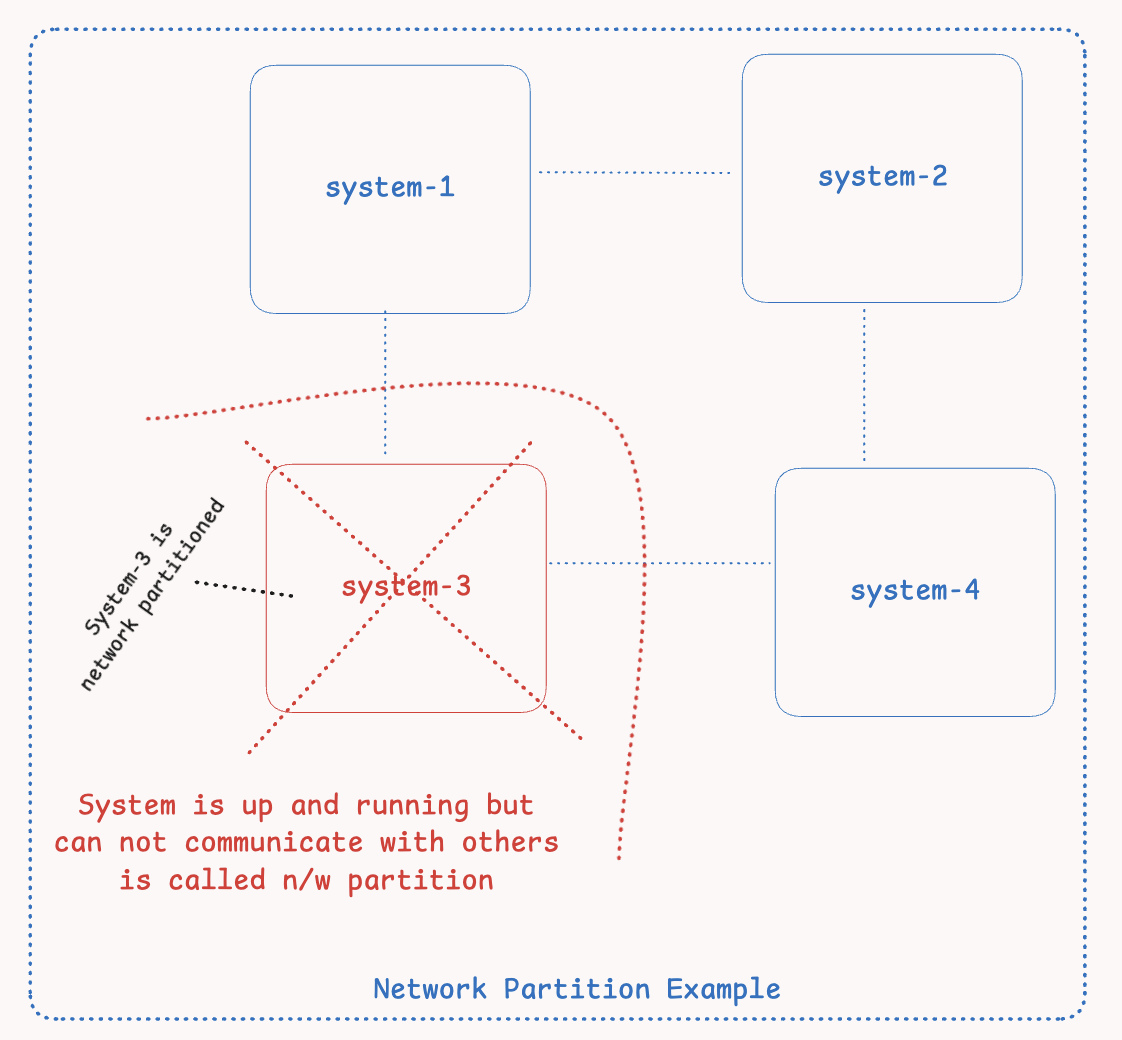 system-1
system-2
System-3 is
network partitioned
system-3
system-4
System is up and running but
can not communicate with others
is called n/w partition
Network Partition Example